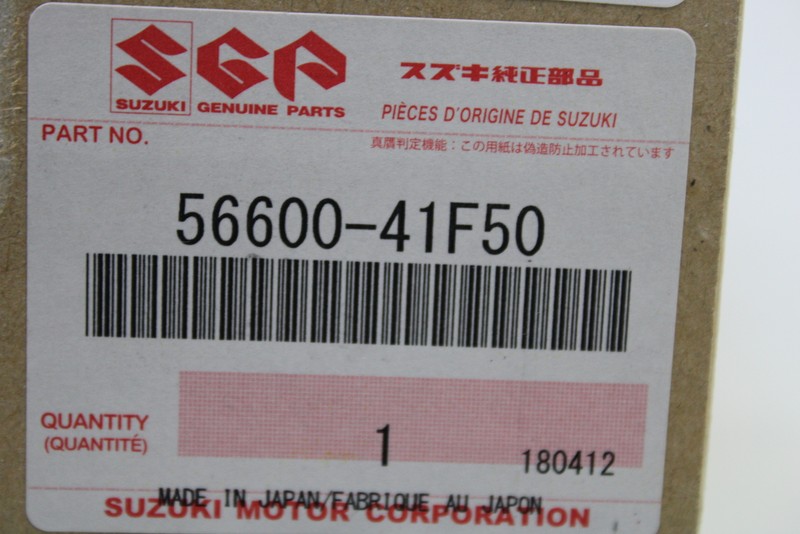 SGP スズキ純正部品
SUZUKI GENUINE PARTS PIÈCES D'ORIGINE DE SUZUKI
PART NO. 真贋判定機能:この用紙は偽造防止加工されています
56600-41F50
QUANTITY
(QUANTITÉ)
1 180412
MADE IN JAPAN/FABRIQUE AU JAPON
SUZUKI MOTOR CORPORATION